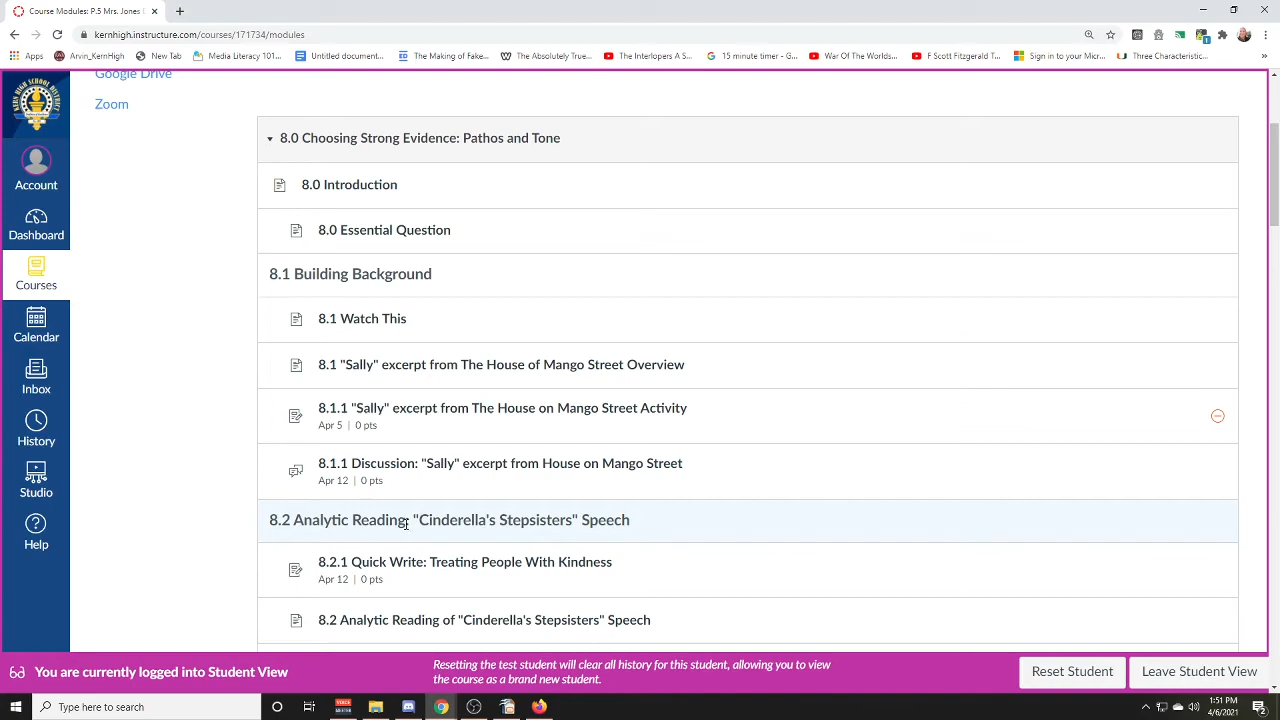 Course Modules: P.5 Mrs. Jones (
kernhigh.instructure.com/courses/171734/modules
Apps
Arvin_KernHigh
New Tab
Media Literacy 101...
Untitled document...
The Making of Fake...
The Absolutely True...
The Interlopers A S...
15 minute timer - G...
War Of The Worlds...
F Scott Fitzgerald T...
Sign in to your Micr...
Three Characteristic...
Google Drive
Zoom
Account
Dashboard
Courses
Calendar
Inbox
History
Studio
Help
8.0 Choosing Strong Evidence: Pathos and Tone
8.0 Introduction
8.0 Essential Question
8.1 Building Background
8.1 Watch This
8.1 "Sally" excerpt from The House of Mango Street Overview
8.1.1 "Sally" excerpt from The House on Mango Street Activity
Apr 5 | 0 pts
8.1.1 Discussion: "Sally" excerpt from House on Mango Street
Apr 12 | 0 pts
8.2 Analytic Reading: "Cinderella's Stepsisters" Speech
8.2.1 Quick Write: Treating People With Kindness
Apr 12 | 0 pts
8.2 Analytic Reading of "Cinderella's Stepsisters" Speech
You are currently logged into Student View
Resetting the test student will clear all history for this student, allowing you to view
the course as a brand new student.
Reset Student
Leave Student View
Type here to search
1:51 PM
4/6/2021